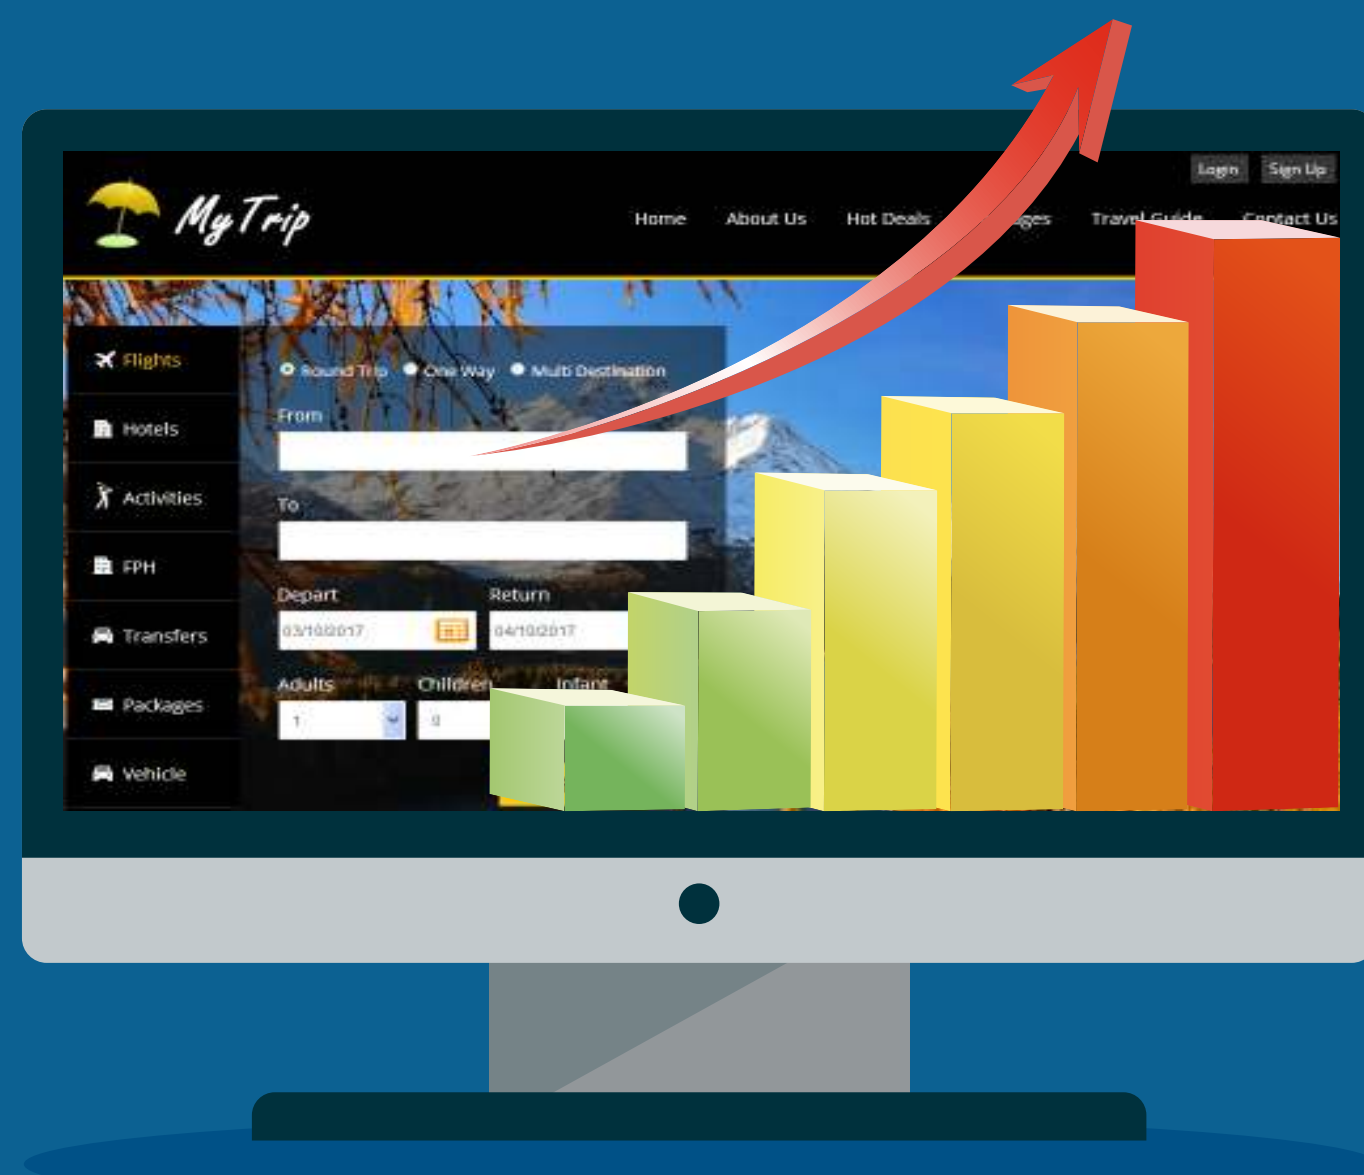 Login Sign Up
MyTrip
Home About Us Hot Deals ages Travel Guide Contact Us
Flights
Hotels
Activities
FPH
Transfers
Packages
Vehicle
Round Trip One Way Multi Destination
From
To
Depart Return
03/10/2017 04/10/2017
Adults Children Infant
1 0